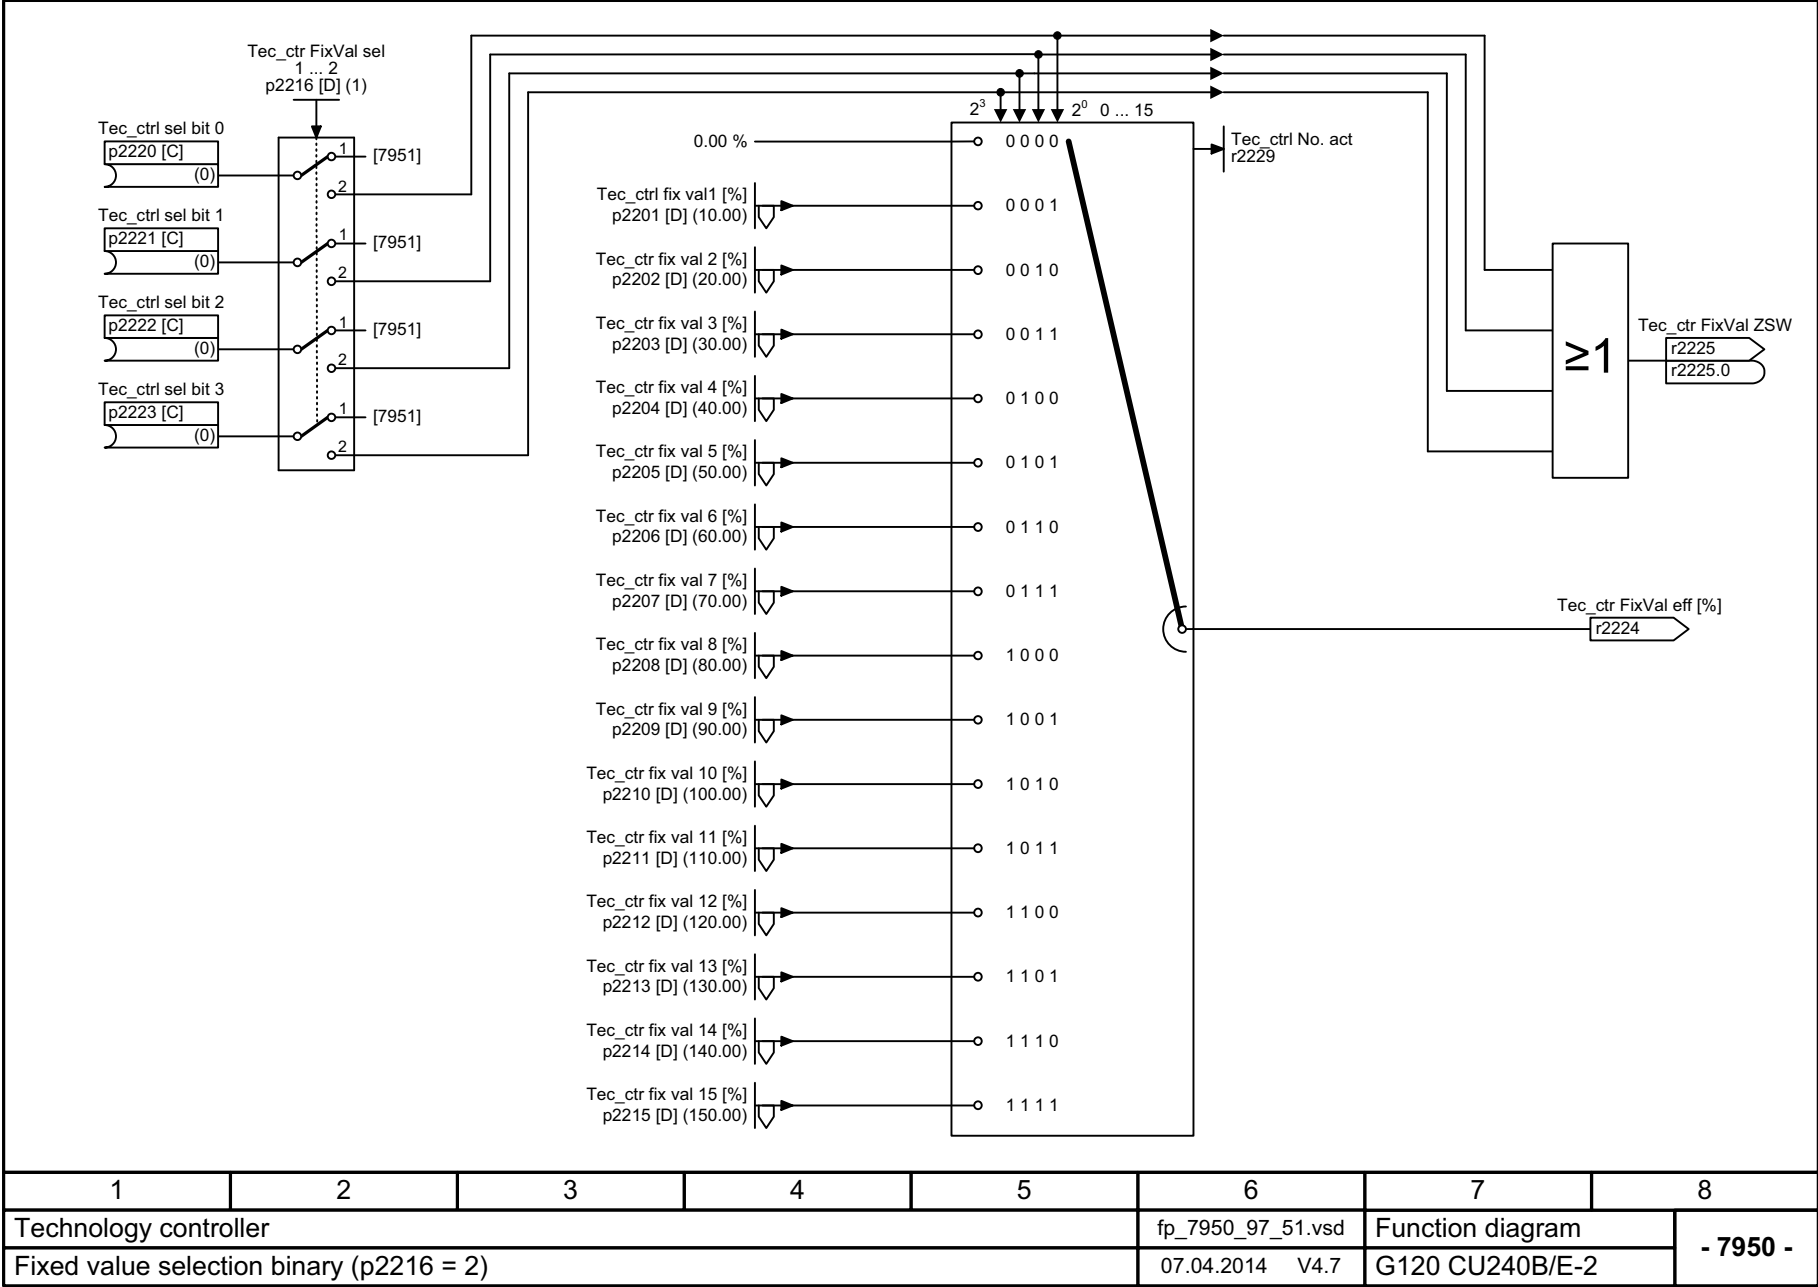 Tec_ctr FixVal sel
1 ... 2
p2216 [D] (1)
Tec_ctrl sel bit 0
p2220 [C]
(0)
1
[7951]
2
Tec_ctrl sel bit 1
p2221 [C]
(0)
1
[7951]
2
Tec_ctrl sel bit 2
p2222 [C]
(0)
1
[7951]
2
Tec_ctrl sel bit 3
p2223 [C]
(0)
1
[7951]
2
2³ 2⁰ 0 ... 15
0.00 % 0 0 0 0
Tec_ctrl No. act
r2229
Tec_ctrl fix val1 [%]
p2201 [D] (10.00) 0 0 0 1
Tec_ctr fix val 2 [%]
p2202 [D] (20.00) 0 0 1 0
Tec_ctr fix val 3 [%]
p2203 [D] (30.00) 0 0 1 1
Tec_ctr fix val 4 [%]
p2204 [D] (40.00) 0 1 0 0
Tec_ctr fix val 5 [%]
p2205 [D] (50.00) 0 1 0 1
Tec_ctr fix val 6 [%]
p2206 [D] (60.00) 0 1 1 0
Tec_ctr fix val 7 [%]
p2207 [D] (70.00) 0 1 1 1
Tec_ctr fix val 8 [%]
p2208 [D] (80.00) 1 0 0 0
Tec_ctr fix val 9 [%]
p2209 [D] (90.00) 1 0 0 1
Tec_ctr fix val 10 [%]
p2210 [D] (100.00) 1 0 1 0
Tec_ctr fix val 11 [%]
p2211 [D] (110.00) 1 0 1 1
Tec_ctr fix val 12 [%]
p2212 [D] (120.00) 1 1 0 0
Tec_ctr fix val 13 [%]
p2213 [D] (130.00) 1 1 0 1
Tec_ctr fix val 14 [%]
p2214 [D] (140.00) 1 1 1 0
Tec_ctr fix val 15 [%]
p2215 [D] (150.00) 1 1 1 1
≥1
Tec_ctr FixVal ZSW
r2225
r2225.0
Tec_ctr FixVal eff [%]
r2224
1 2 3 4 5 6 7 8
Technology controller fp_7950_97_51.vsd Function diagram
- 7950 -
Fixed value selection binary (p2216 = 2) 07.04.2014 V4.7 G120 CU240B/E-2